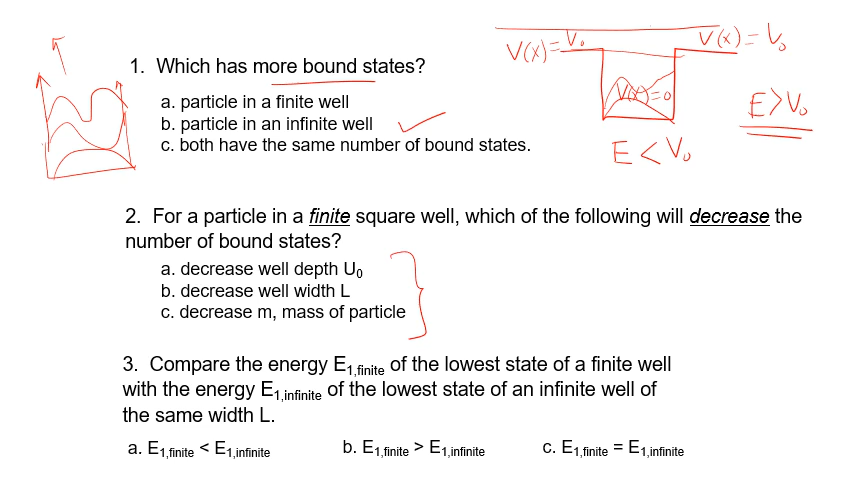 V(x)=V₀
V(x)=V₀
1. Which has more bound states?
a. particle in a finite well
V(x)=0
E>V₀
b. particle in an infinite well
c. both have the same number of bound states.
E<V₀
2. For a particle in a finite square well, which of the following will decrease the
number of bound states?
a. decrease well depth U₀
b. decrease well width L
c. decrease m, mass of particle
3. Compare the energy E₁,finite of the lowest state of a finite well
with the energy E₁,infinite of the lowest state of an infinite well of
the same width L.
a. E₁,finite < E₁,infinite b. E₁,finite > E₁,infinite c. E₁,finite = E₁,infinite